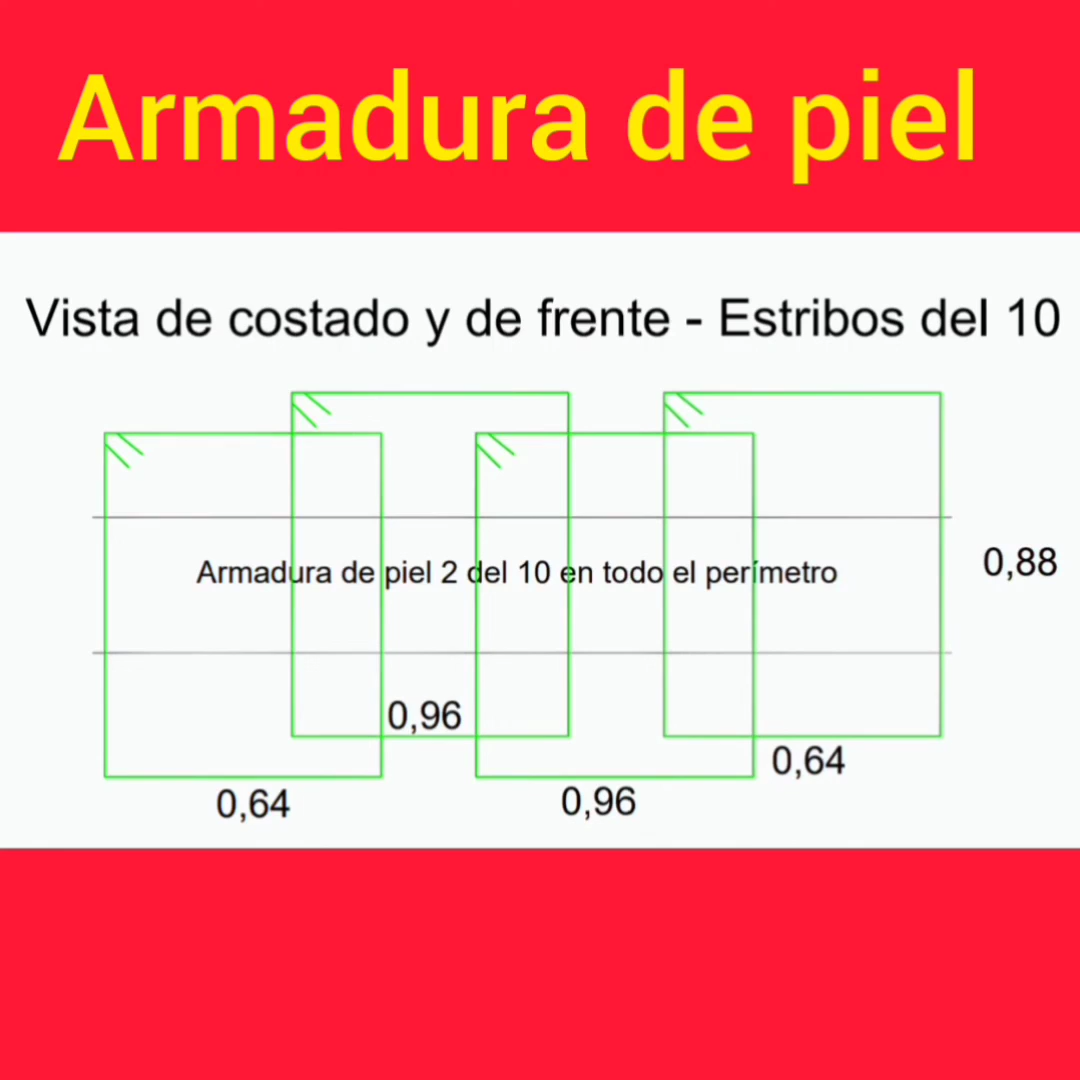 Armadura de piel
Vista de costado y de frente - Estribos del 10
Armadura de piel 2 del 10 en todo el perímetro
0,88
0,96
0,64
0,64
0,96